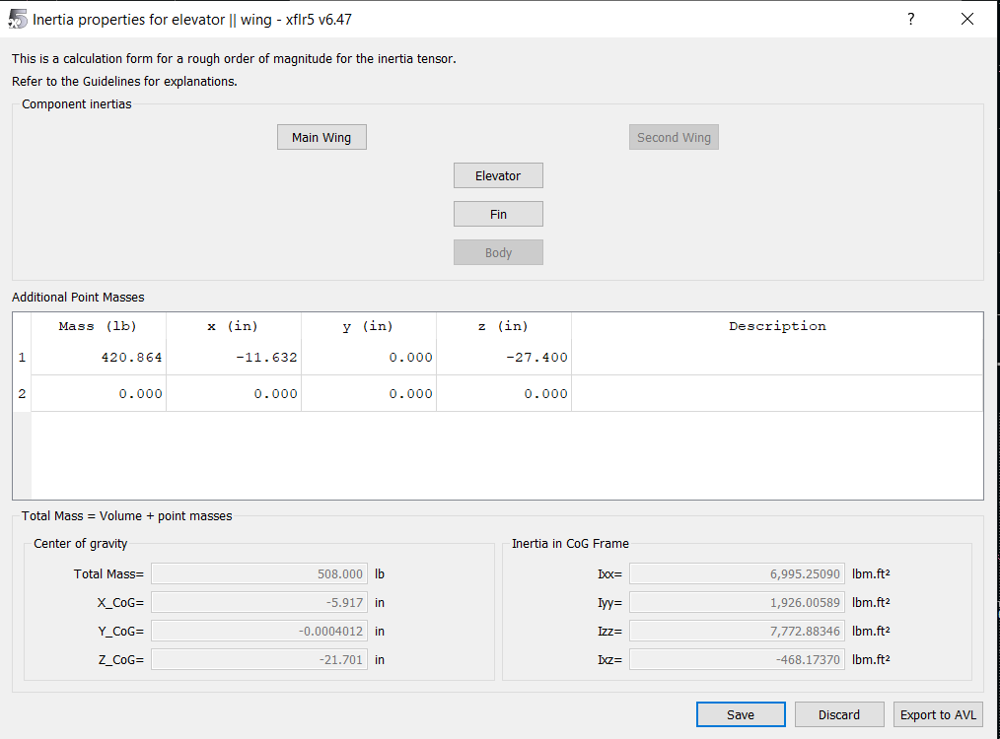 Inertia properties for elevator || wing - xflr5 v6.47 ?
This is a calculation form for a rough order of magnitude for the inertia tensor.
Refer to the Guidelines for explanations.
Component inertias
Main Wing Second Wing
Elevator
Fin
Body
Additional Point Masses
Mass (lb) x (in) y (in) z (in) Description
1 420.864 -11.632 0.000 -27.400
2 0.000 0.000 0.000 0.000
Total Mass = Volume + point masses
Center of gravity Inertia in CoG Frame
Total Mass= 508.000 lb Ixx= 6,995.25090 lbm.ft²
X_CoG= -5.917 in Iyy= 1,926.00589 lbm.ft²
Y_CoG= -0.0004012 in Izz= 7,772.88346 lbm.ft²
Z_CoG= -21.701 in Ixz= -468.17370 lbm.ft²
Save Discard Export to AVL